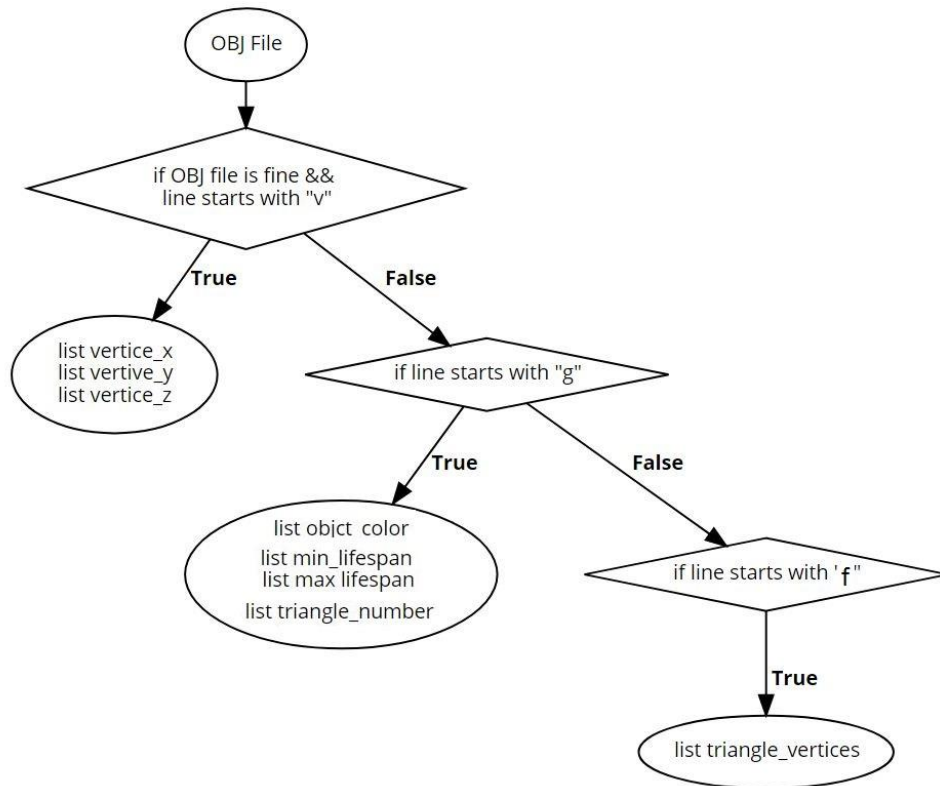 OBJ File
if OBJ file is fine &&
line starts with "v"
True
False
list vertice_x
list vertive_y
list vertice_z
if line starts with "g"
True
False
list objct_color
list min_lifespan
list max lifespan
list triangle_number
if line starts with 'f"
True
list triangle_vertices